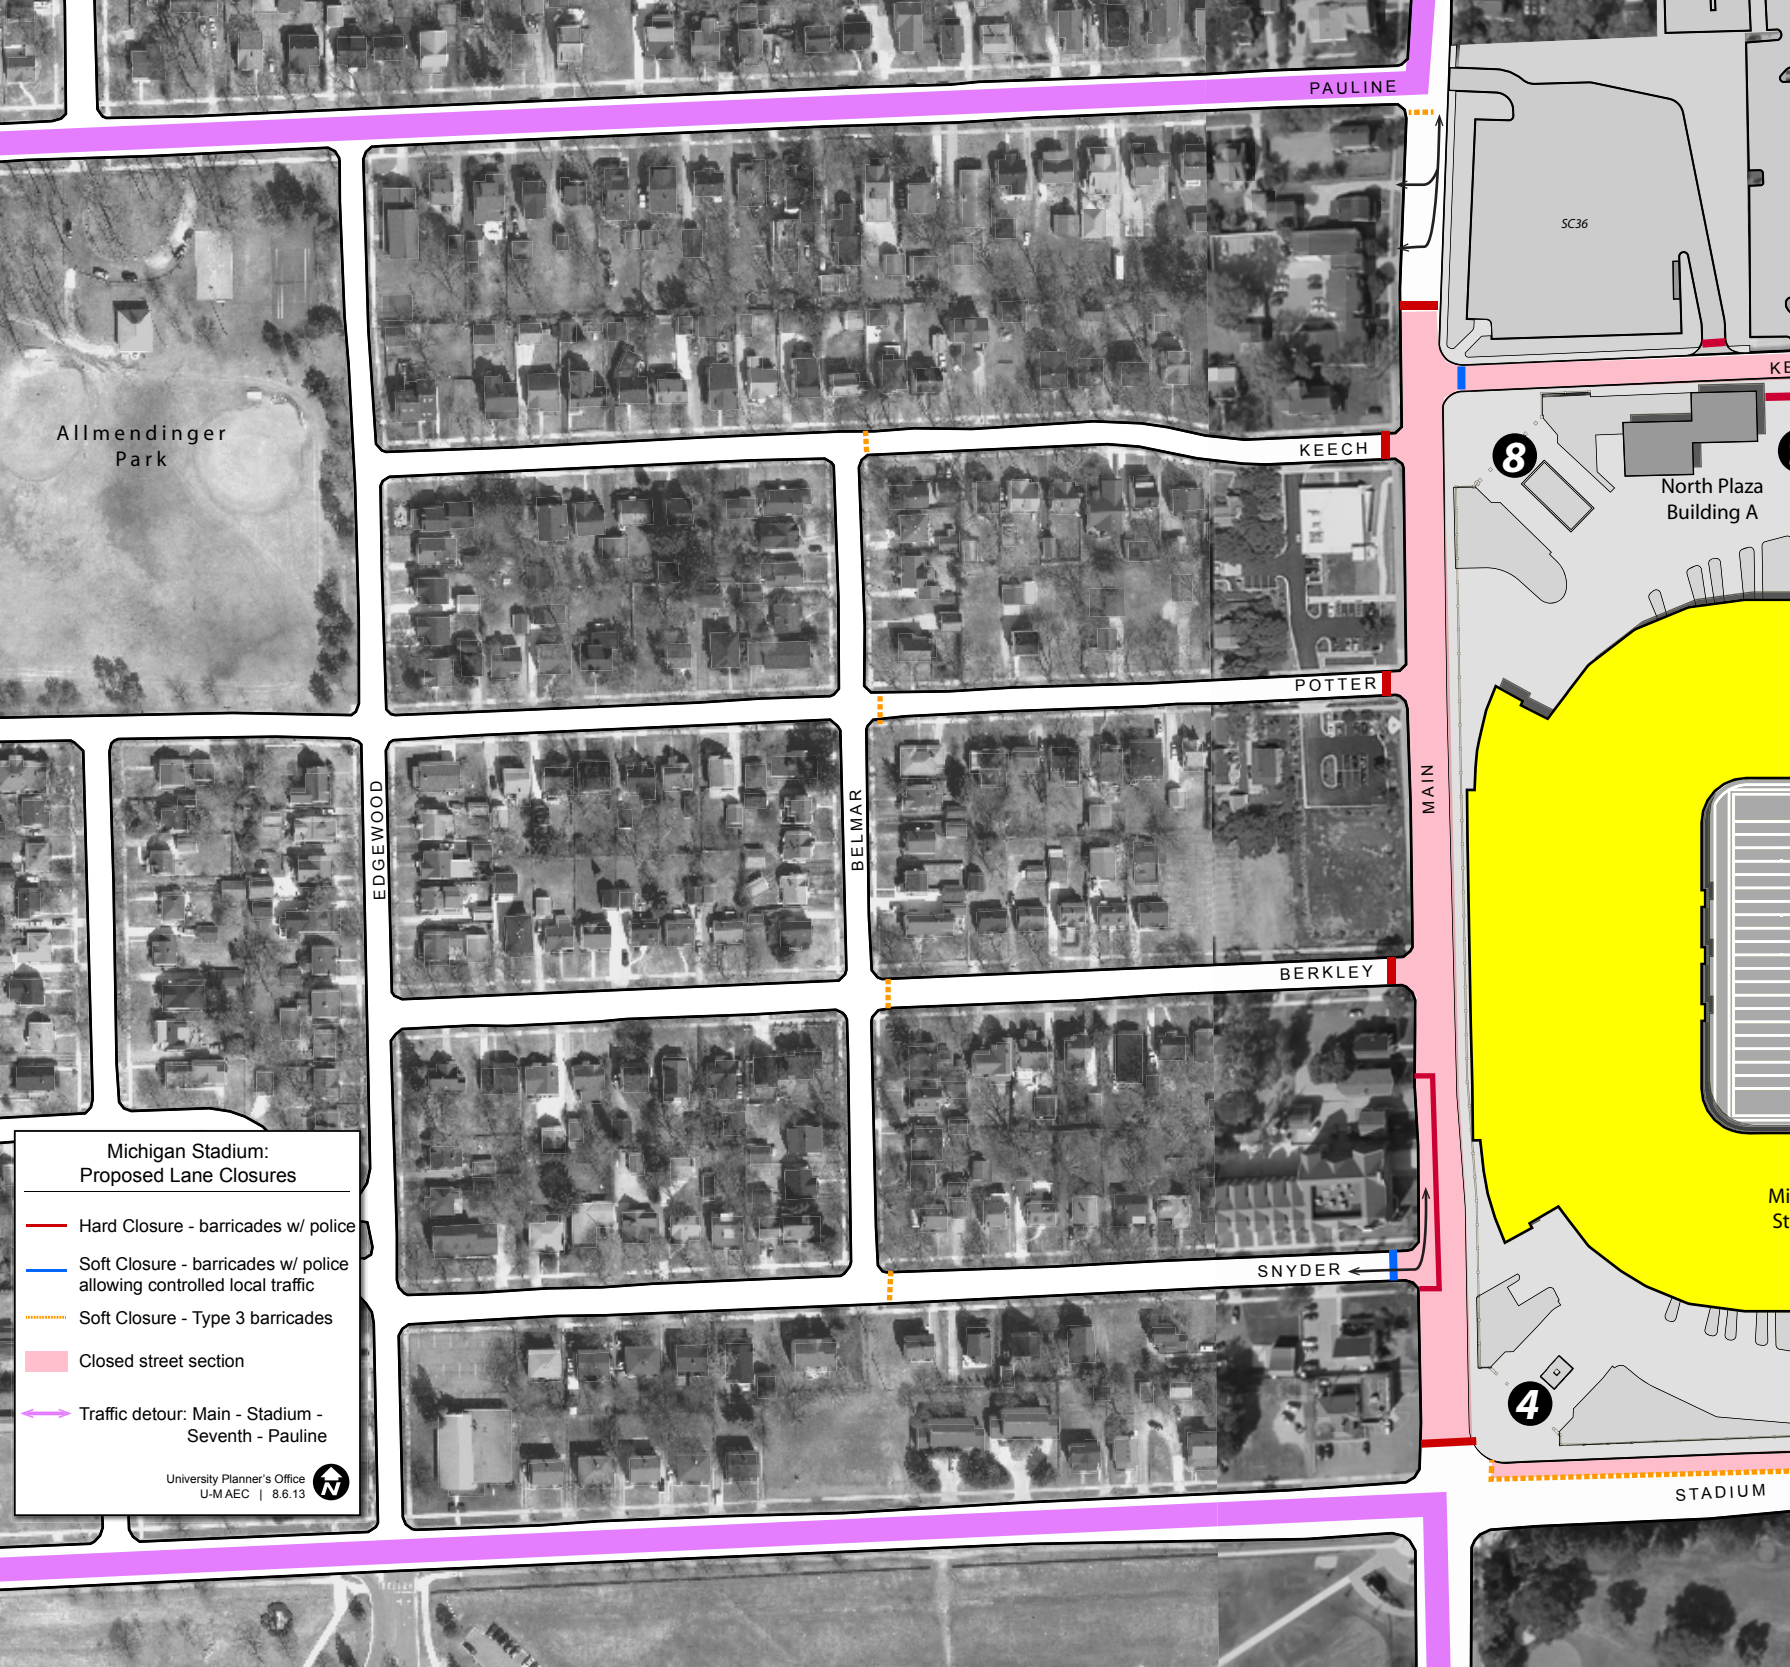 PAULINE
SC36
KE
Allmendinger
Park
KEECH
8
North Plaza
Building A
POTTER
MAIN
EDGEWOOD
BELMAR
BERKLEY
Mi
St
SNYDER
4
STADIUM
Michigan Stadium:
Proposed Lane Closures
Hard Closure - barricades w/ police
Soft Closure - barricades w/ police
allowing controlled local traffic
Soft Closure - Type 3 barricades
Closed street section
Traffic detour: Main - Stadium -
Seventh - Pauline
University Planner's Office
U-M AEC | 8.6.13
N